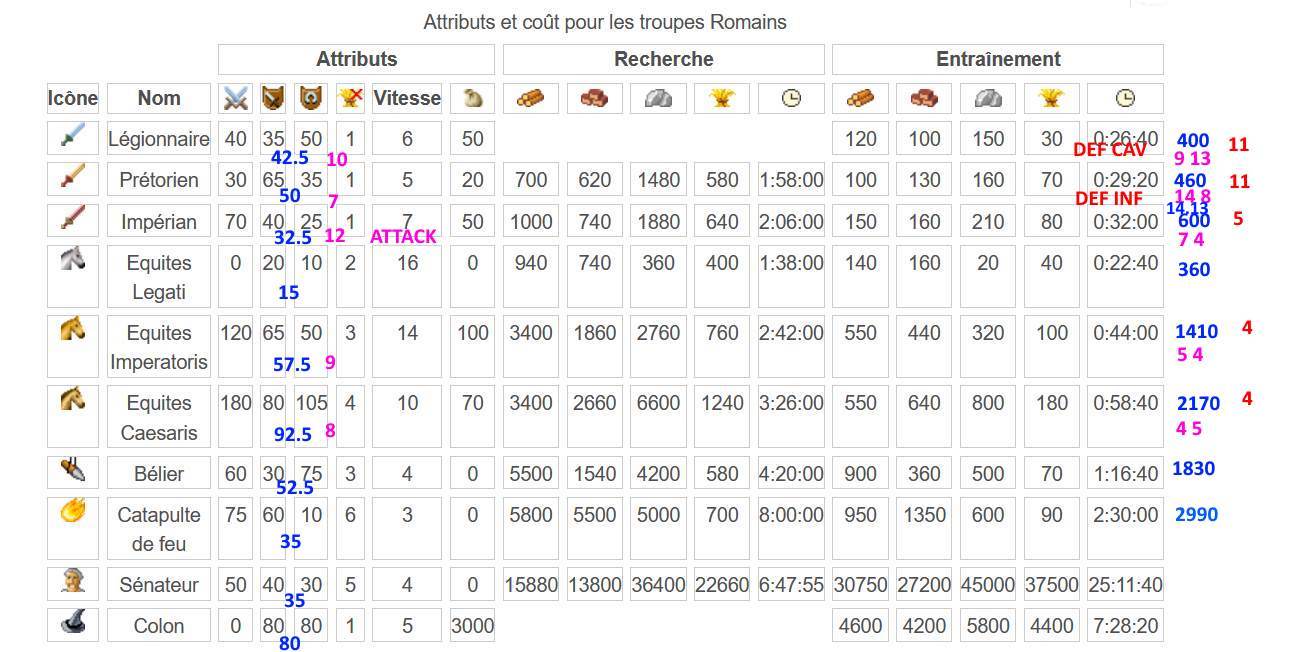 Attributs et coût pour les troupes Romains
Attributs Recherche Entraînement
Icône Nom Vitesse
Légionnaire 40 35 50 1 6 50 120 100 150 30 0:26:40 400 11
42.5 10 DEF CAV 9 13
Prétorien 30 65 35 1 5 20 700 620 1480 580 1:58:00 100 130 160 70 0:29:20 460 11
50 7 DEF INF 14 8
14.13
Impérian 70 40 25 1 7 50 1000 740 1880 640 2:06:00 150 160 210 80 0:32:00 600 5
32.5 12 ATTACK 7 4
Equites 0 20 10 2 16 0 940 740 360 400 1:38:00 140 160 20 40 0:22:40 360
Legati 15
Equites 120 65 50 3 14 100 3400 1860 2760 760 2:42:00 550 440 320 100 0:44:00 1410 4
Imperatoris 57.5 9 5 4
Equites 180 80 105 4 10 70 3400 2660 6600 1240 3:26:00 550 640 800 180 0:58:40 2170 4
Caesaris 92.5 8 4 5
Bélier 60 30 75 3 4 0 5500 1540 4200 580 4:20:00 900 360 500 70 1:16:40 1830
52.5
Catapulte 75 60 10 6 3 0 5800 5500 5000 700 8:00:00 950 1350 600 90 2:30:00 2990
de feu 35
Sénateur 50 40 30 5 4 0 15880 13800 36400 22660 6:47:55 30750 27200 45000 37500 25:11:40
35
Colon 0 80 80 1 5 3000 4600 4200 5800 4400 7:28:20
80